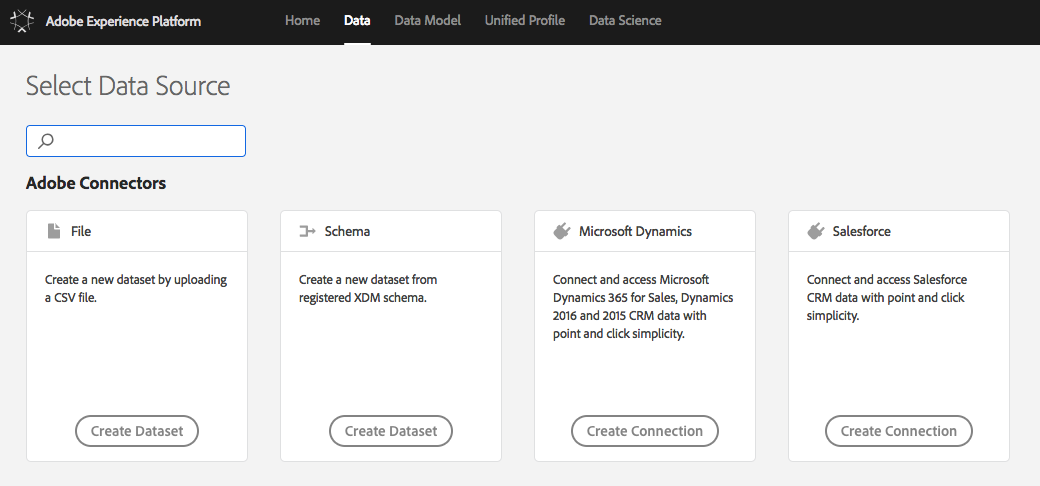 Adobe Experience Platform
Home Data Data Model Unified Profile Data Science
Select Data Source
Adobe Connectors
File
Create a new dataset by uploading
a CSV file.
Create Dataset
Schema
Create a new dataset from
registered XDM schema.
Create Dataset
Microsoft Dynamics
Connect and access Microsoft
Dynamics 365 for Sales, Dynamics
2016 and 2015 CRM data with
point and click simplicity.
Create Connection
Salesforce
Connect and access Salesforce
CRM data with point and click
simplicity.
Create Connection